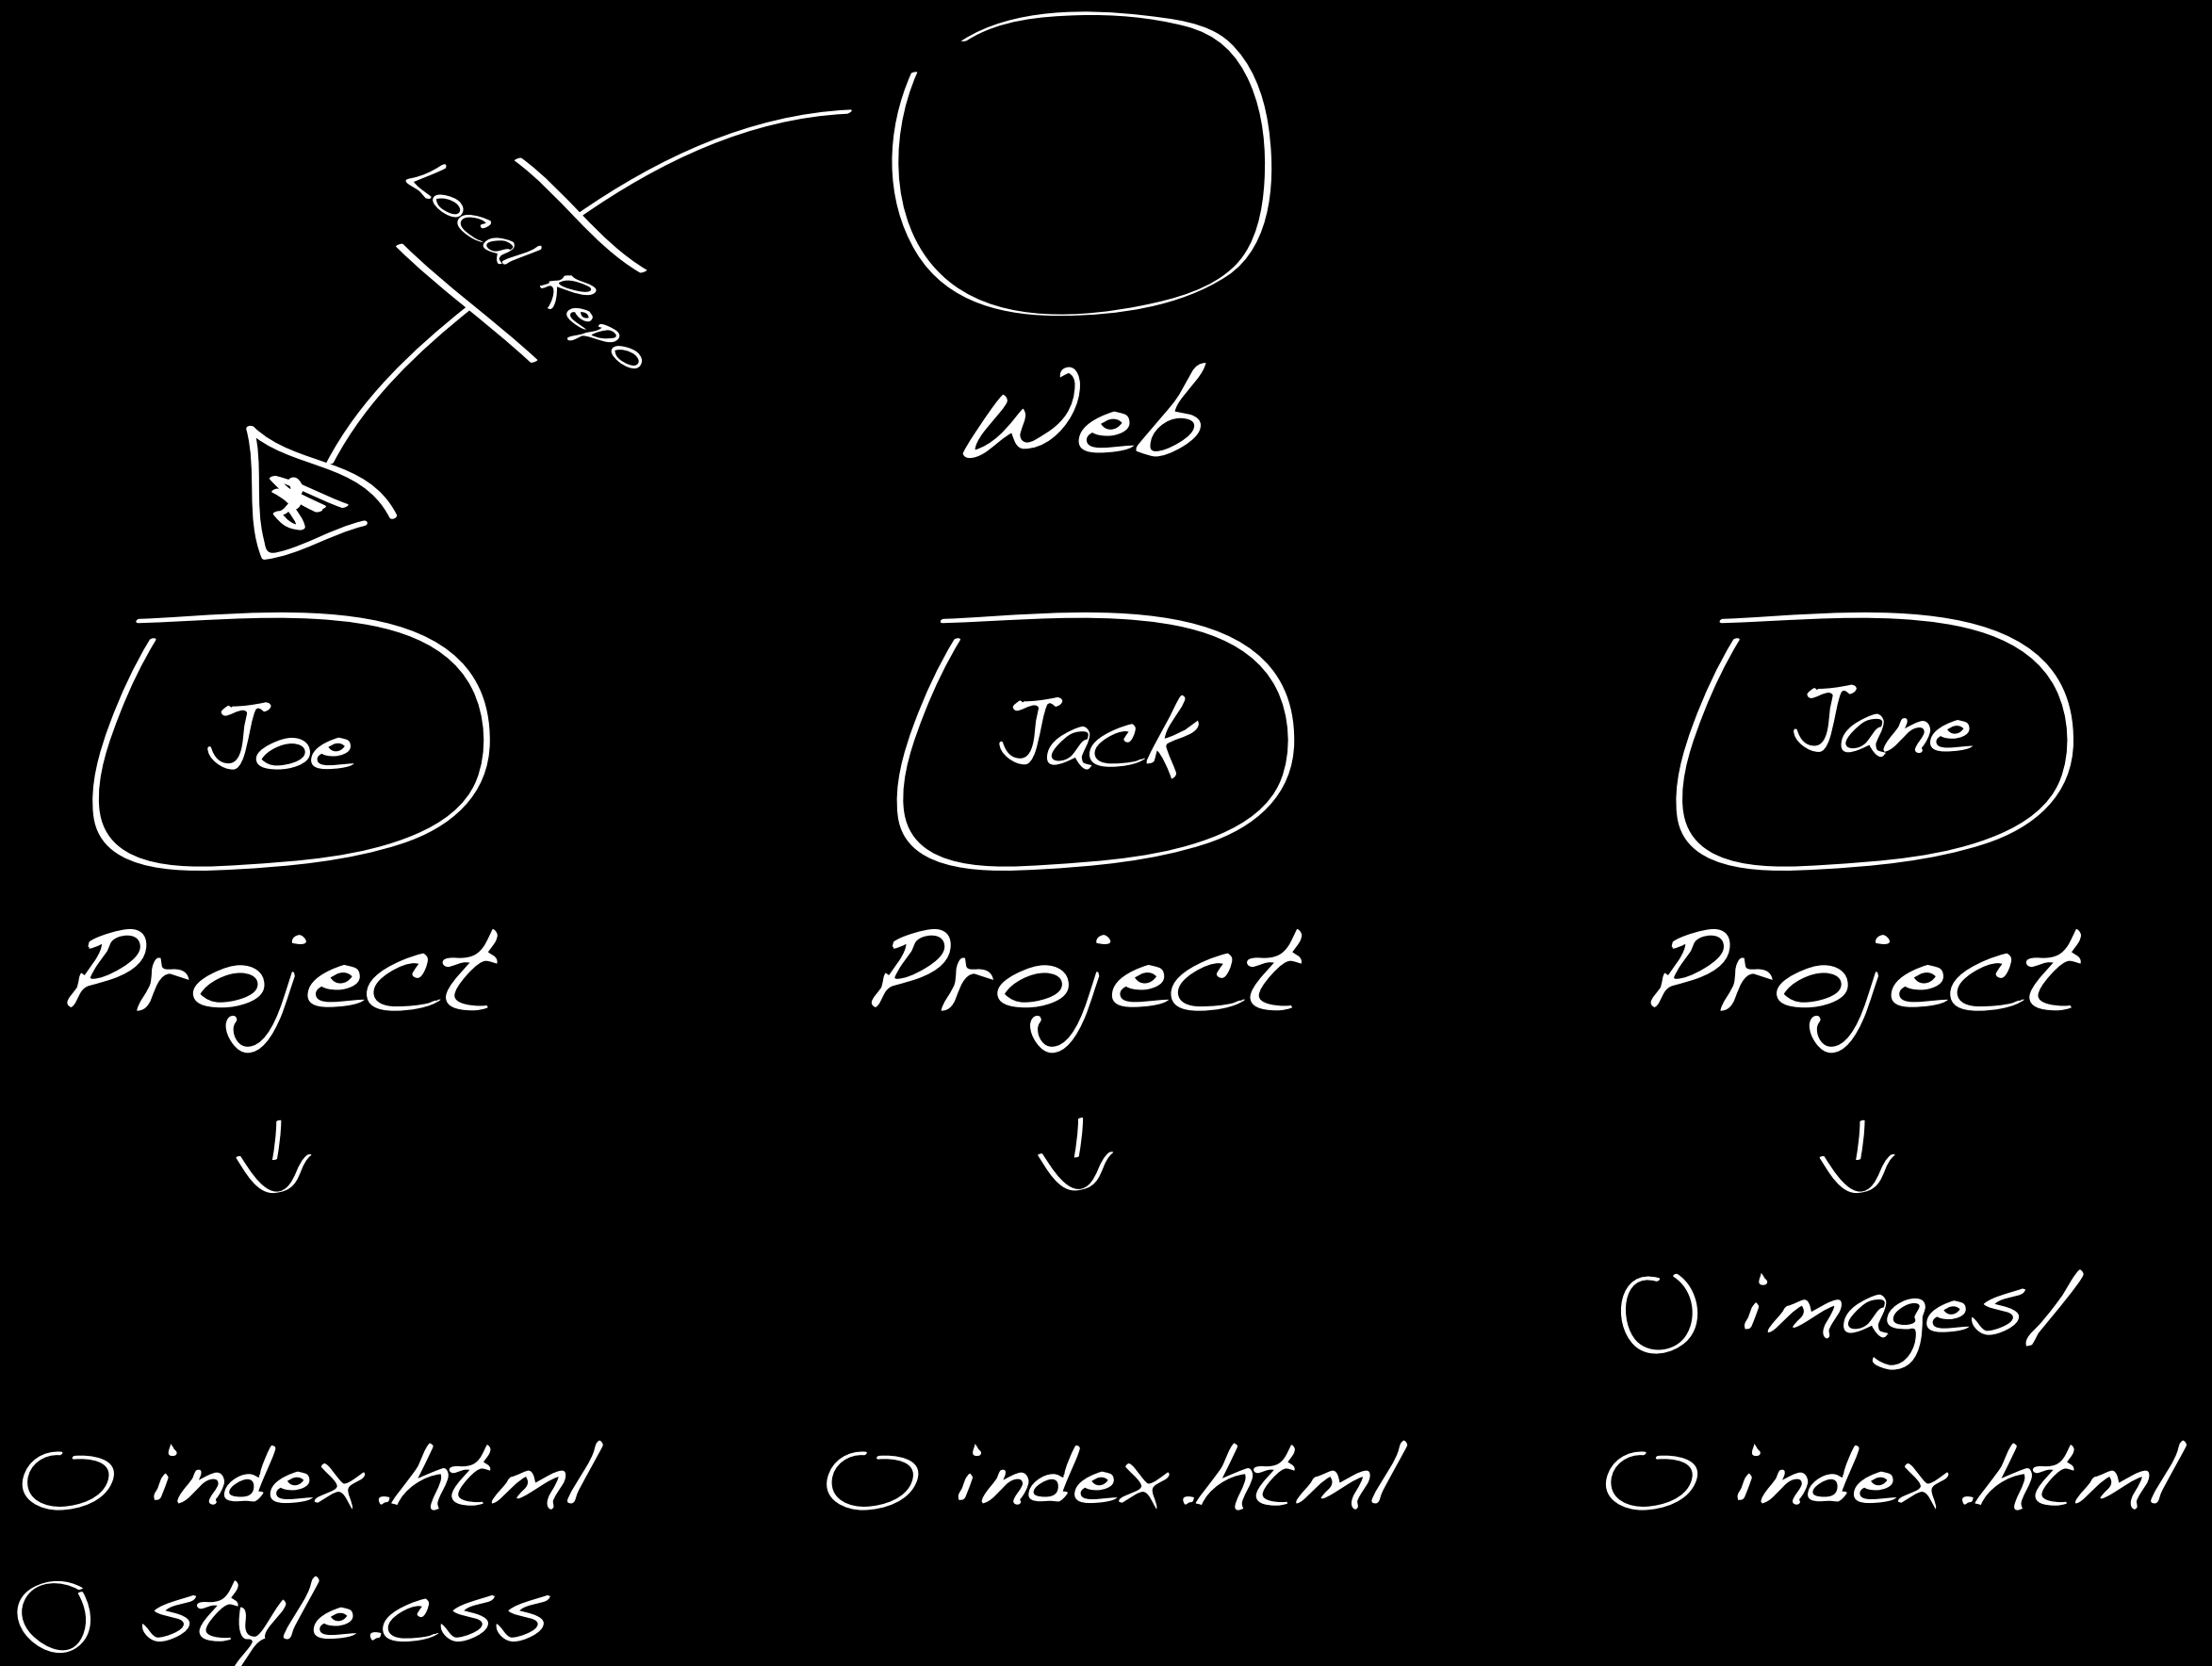 Local Repo
Web
Joe
Jack
Jane
Project
Project
Project
images/
index.html
index.html
index.html
style.css